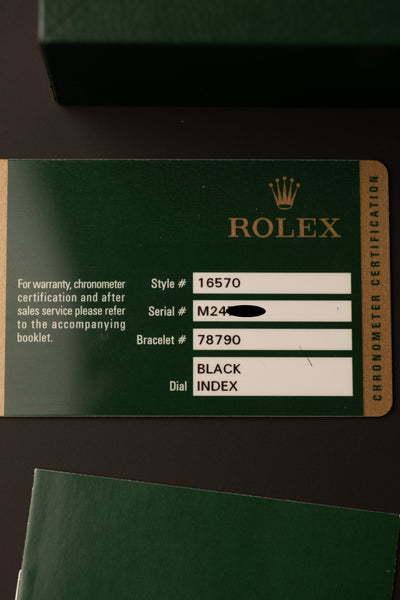 ROLEX
For warranty, chronometer
certification and after
sales service please refer
to the accompanying
booklet.
Style # 16570
Serial # M24
Bracelet # 78790
Dial BLACK
INDEX
CHRONOMETER CERTIFICATION